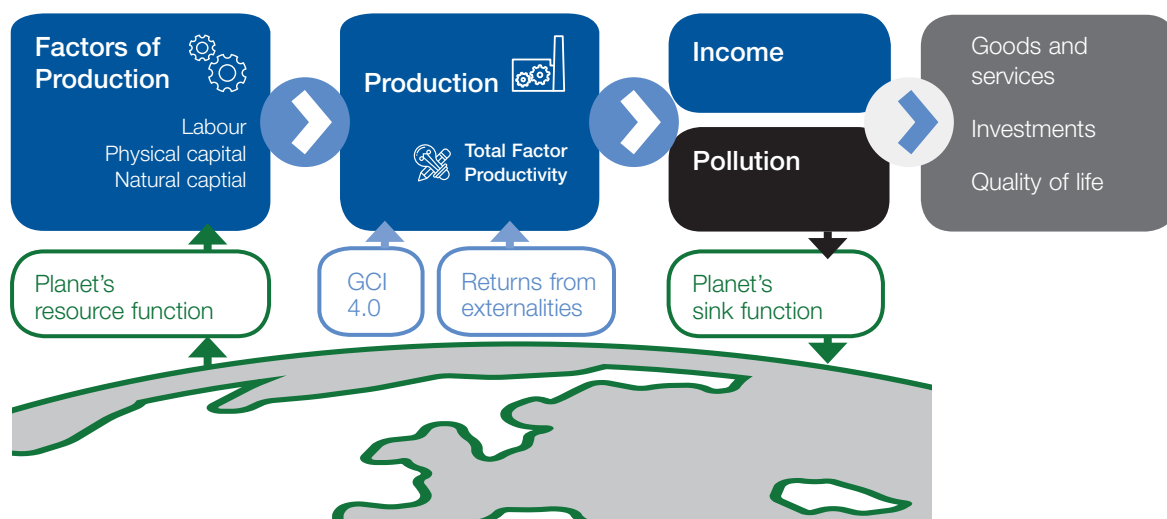 Factors of
Production
Labour
Physical capital
Natural captial
Production
Total Factor
Productivity
Income
Pollution
Goods and
services
Investments
Quality of life
Planet's
resource function
GCI
4.0
Returns from
externalities
Planet's
sink function